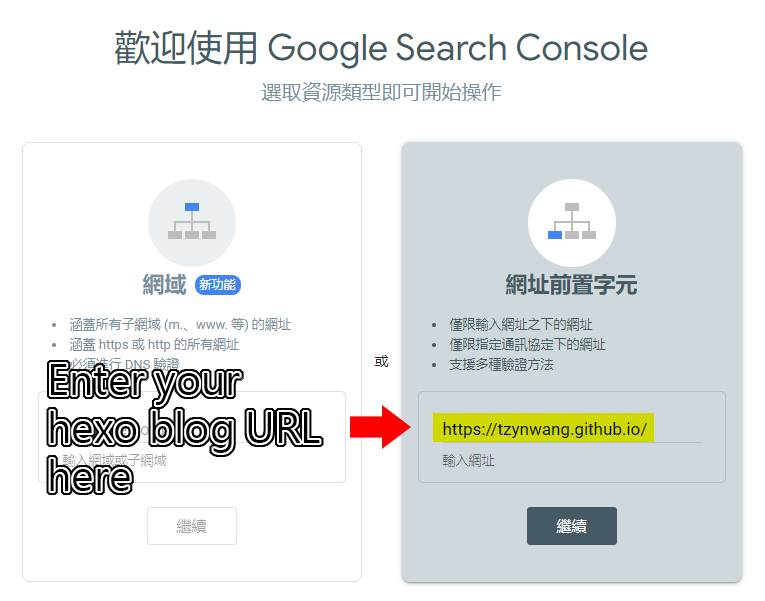 歡迎使用 Google Search Console
選取資源類型即可開始操作
網域 新功能
涵蓋所有子網域 (m.、www. 等) 的網址
涵蓋 https 或 http 的所有網址
必須進行 DNS 驗證
Enter your
hexo blog URL
here
輸入網域或子網域
繼續
或
網址前置字元
僅限輸入網址之下的網址
僅限指定通訊協定下的網址
支援多種驗證方法
https://tzynwang.github.io/
輸入網址
繼續